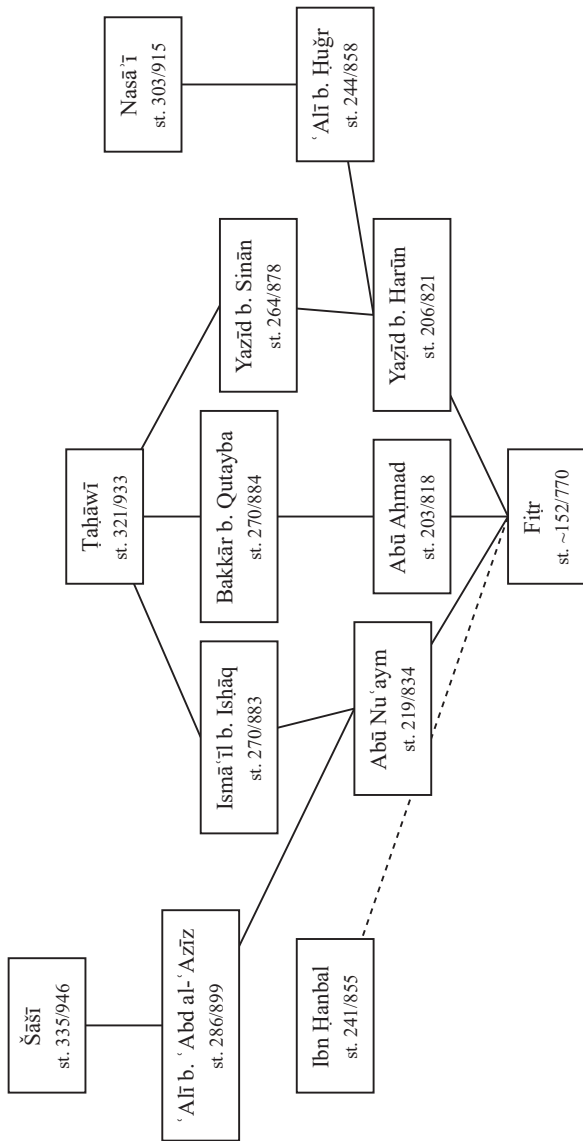 Šāšī
st. 335/946
Ṭaḥāwī
st. 321/933
Nasāʾī
st. 303/915
ʿAlī b. ʿAbd al-ʿAzīz
st. 286/899
Ismāʿīl b. Isḥāq
st. 270/883
Bakkār b. Qutayba
st. 270/884
Yazīd b. Sinān
st. 264/878
ʿAlī b. Ḥuǧr
st. 244/858
Ibn Ḥanbal
st. 241/855
Abū Nuʿaym
st. 219/834
Abū Aḥmad
st. 203/818
Yaẓīd b. Harūn
st. 206/821
Fiṭr
st. ~152/770